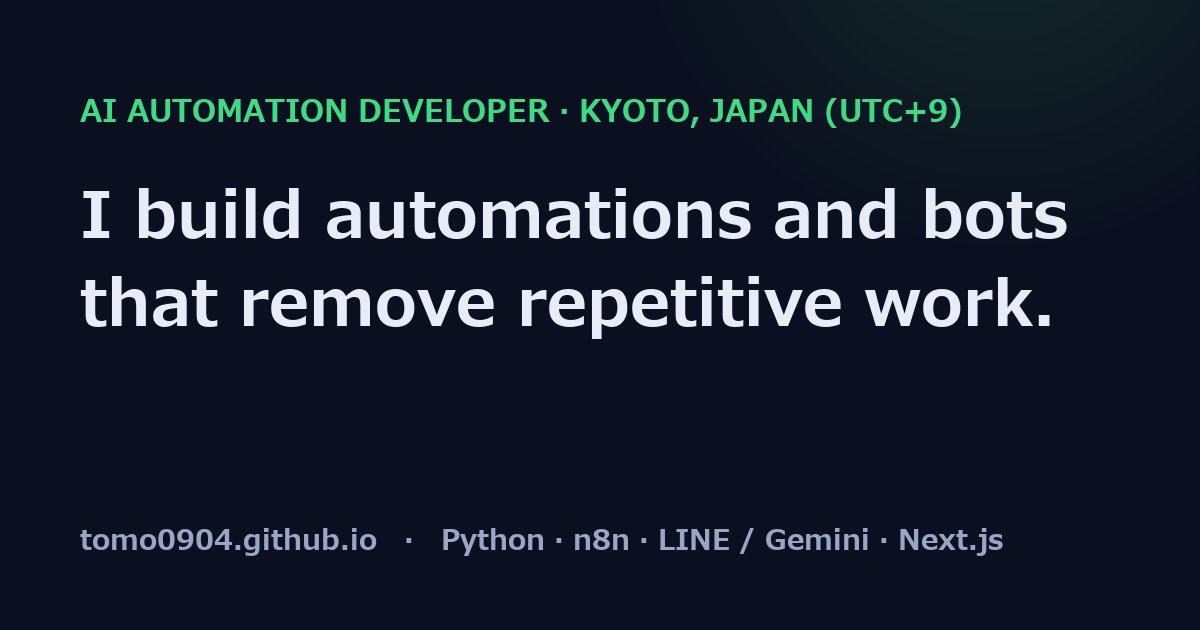 AI AUTOMATION DEVELOPER · KYOTO, JAPAN (UTC+9)
I build automations and bots
that remove repetitive work.
tomo0904.github.io · Python · n8n · LINE / Gemini · Next.js